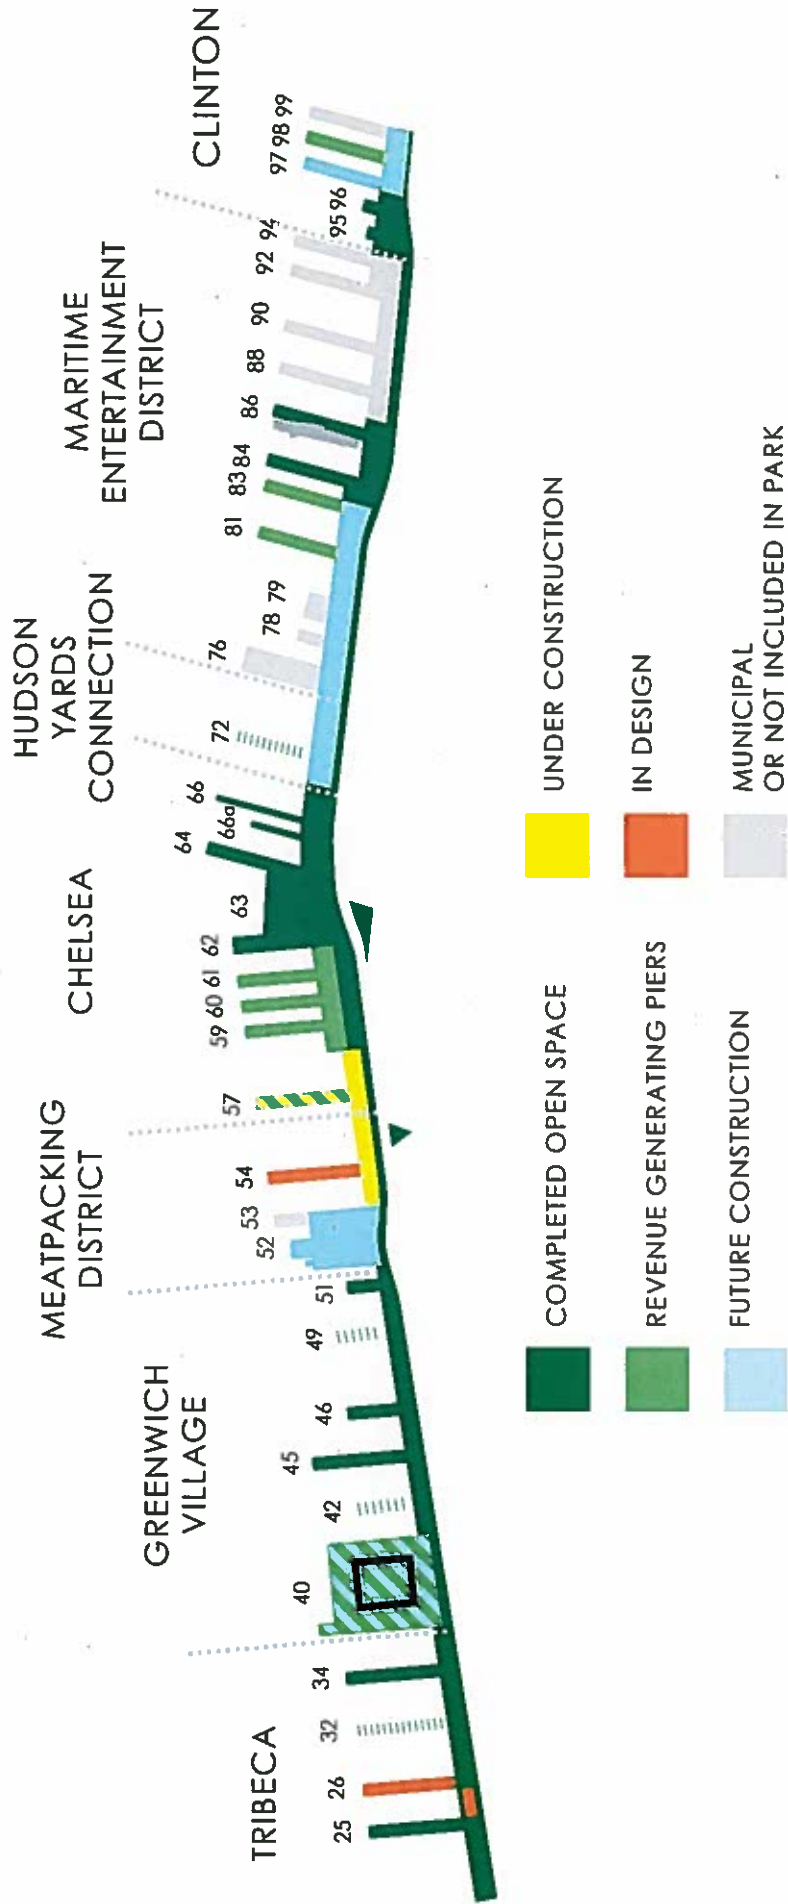 CLINTON
MARITIME
ENTERTAINMENT
DISTRICT
HUDSON
YARDS
CONNECTION
CHELSEA
MEATPACKING
DISTRICT
GREENWICH
VILLAGE
TRIBECA
99
98
97
96
95
94
92
90
88
86
84
83
81
79
78
76
72
66
66a
64
63
62
61
60
59
57
54
53
52
51
49
46
45
42
40
34
32
26
25
COMPLETED OPEN SPACE
REVENUE GENERATING PIERS
FUTURE CONSTRUCTION
UNDER CONSTRUCTION
IN DESIGN
MUNICIPAL
OR NOT INCLUDED IN PARK